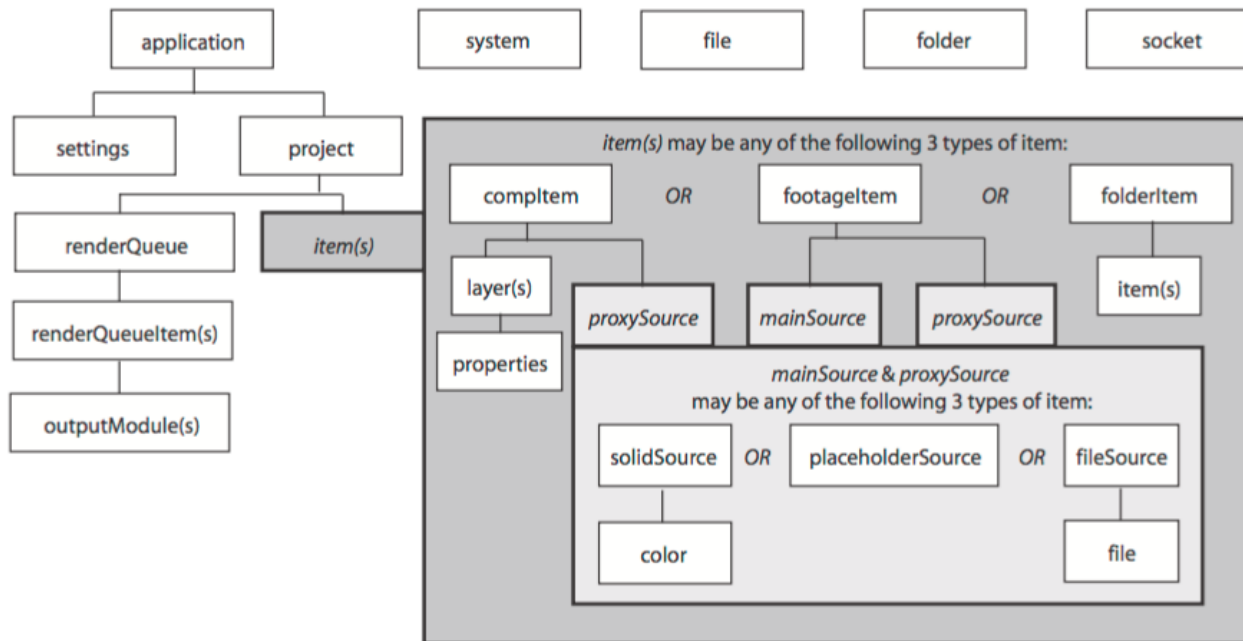 application
system
file
folder
socket
settings
project
item(s) may be any of the following 3 types of item:
compItem
OR
footageItem
OR
folderItem
renderQueue
item(s)
layer(s)
proxySource
mainSource
proxySource
item(s)
renderQueueItem(s)
properties
mainSource & proxySource
may be any of the following 3 types of item:
outputModule(s)
solidSource
OR
placeholderSource
OR
fileSource
color
file